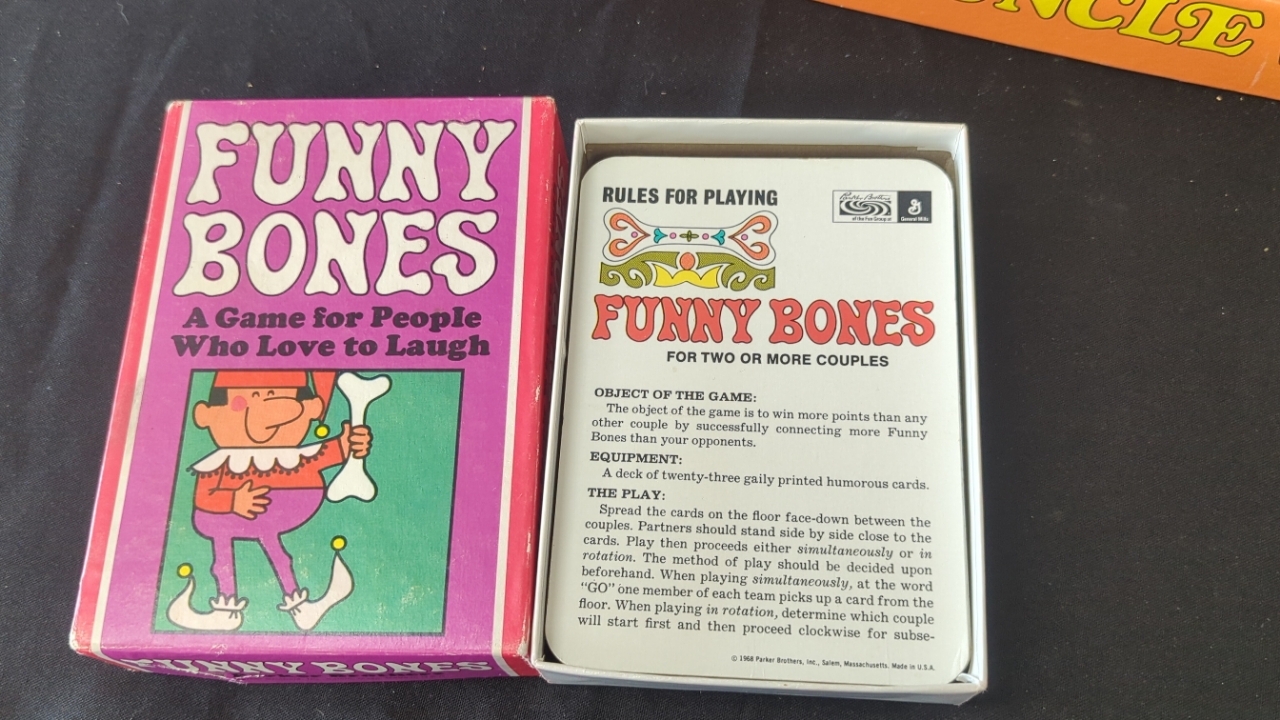 NCLE
FUNNY
BONES
A Game for People
Who Love to Laugh
FUNNY BONES
RULES FOR PLAYING
Parker Brothers
of the Fun Group at
General Mills
FUNNY BONES
FOR TWO OR MORE COUPLES
OBJECT OF THE GAME:
The object of the game is to win more points than any
other couple by successfully connecting more Funny
Bones than your opponents.
EQUIPMENT:
A deck of twenty-three gaily printed humorous cards.
THE PLAY:
Spread the cards on the floor face-down between the
couples. Partners should stand side by side close to the
cards. Play then proceeds either simultaneously or in
rotation. The method of play should be decided upon
beforehand. When playing simultaneously, at the word
“GO” one member of each team picks up a card from the
floor. When playing in rotation, determine which couple
will start first and then proceed clockwise for subse-
© 1968 Parker Brothers, Inc., Salem, Massachusetts. Made in U.S.A.